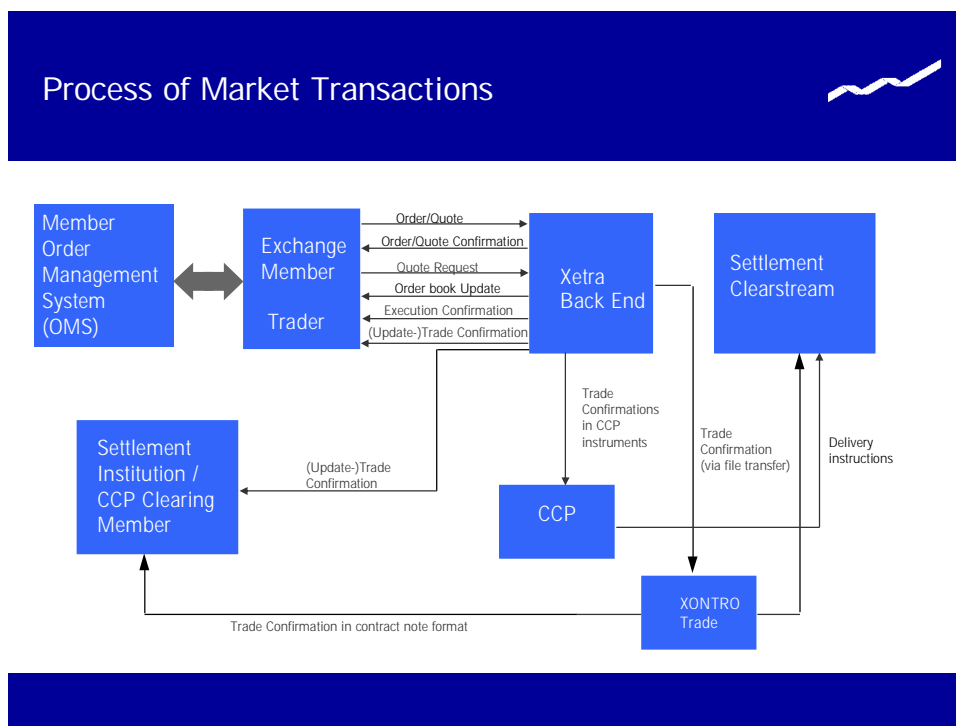 Process of Market Transactions
Member
Order
Management
System
(OMS)
Exchange
Member
Trader
Order/Quote
Order/Quote Confirmation
Quote Request
Order book Update
Execution Confirmation
(Update-)Trade Confirmation
Xetra
Back End
Settlement
Clearstream
Trade
Confirmations
in CCP
instruments
Trade
Confirmation
(via file transfer)
Delivery
instructions
Settlement
Institution /
CCP Clearing
Member
(Update-)Trade
Confirmation
CCP
XONTRO
Trade
Trade Confirmation in contract note format